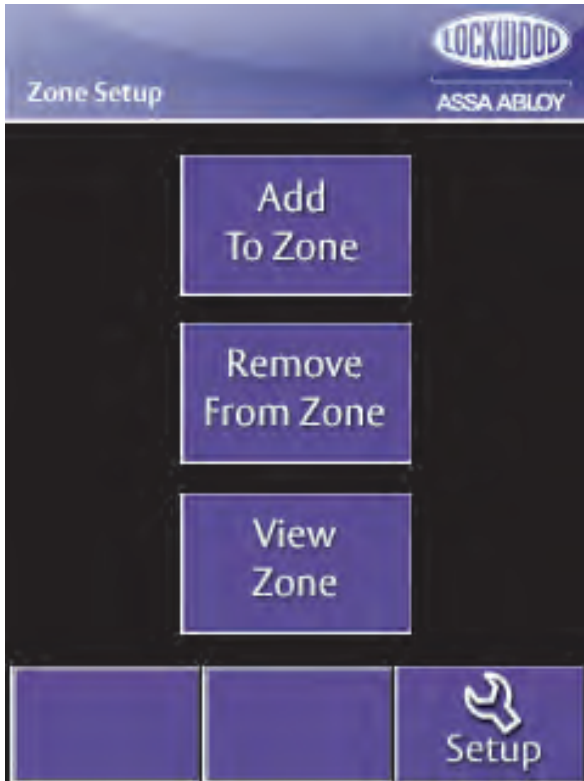 LOCKWOOD
Zone Setup
ASSA ABLOY
Add
To Zone
Remove
From Zone
View
Zone
Setup